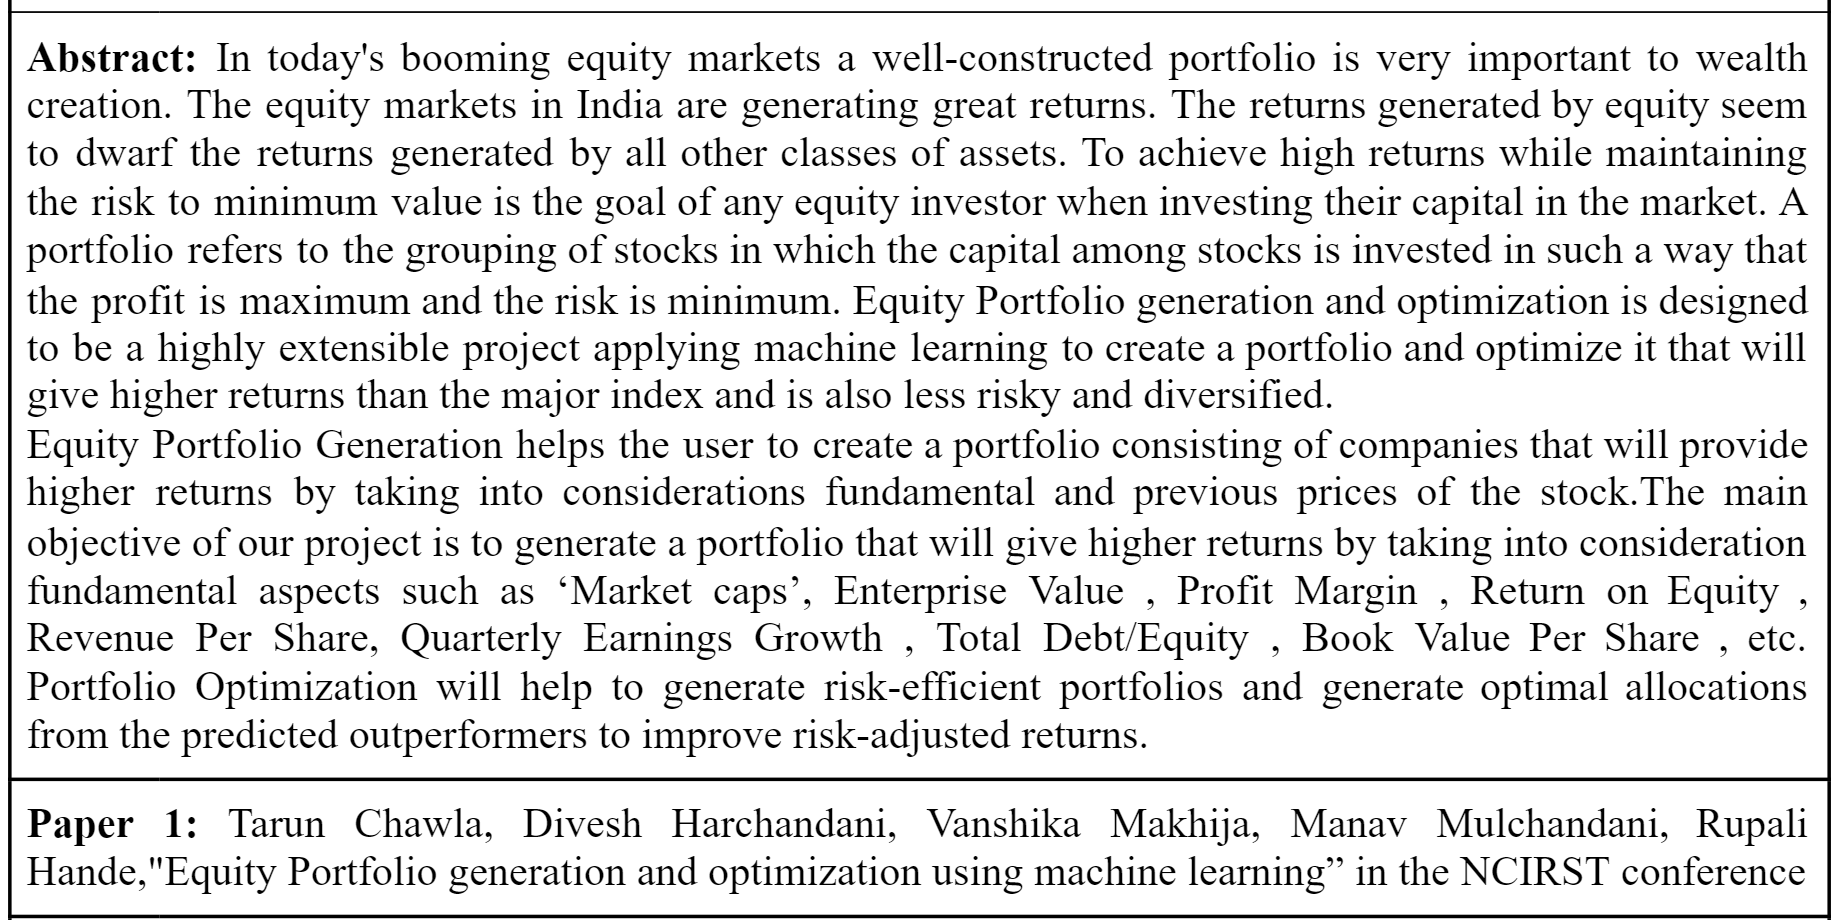 Abstract: In today's booming equity markets a well-constructed portfolio is very important to wealth
creation. The equity markets in India are generating great returns. The returns generated by equity seem
to dwarf the returns generated by all other classes of assets. To achieve high returns while maintaining
the risk to minimum value is the goal of any equity investor when investing their capital in the market. A
portfolio refers to the grouping of stocks in which the capital among stocks is invested in such a way that
the profit is maximum and the risk is minimum. Equity Portfolio generation and optimization is designed
to be a highly extensible project applying machine learning to create a portfolio and optimize it that will
give higher returns than the major index and is also less risky and diversified.
Equity Portfolio Generation helps the user to create a portfolio consisting of companies that will provide
higher returns by taking into considerations fundamental and previous prices of the stock.The main
objective of our project is to generate a portfolio that will give higher returns by taking into consideration
fundamental aspects such as ‘Market caps’, Enterprise Value , Profit Margin , Return on Equity ,
Revenue Per Share, Quarterly Earnings Growth , Total Debt/Equity , Book Value Per Share , etc.
Portfolio Optimization will help to generate risk-efficient portfolios and generate optimal allocations
from the predicted outperformers to improve risk-adjusted returns.
Paper 1: Tarun Chawla, Divesh Harchandani, Vanshika Makhija, Manav Mulchandani, Rupali
Hande,"Equity Portfolio generation and optimization using machine learning” in the NCIRST conference